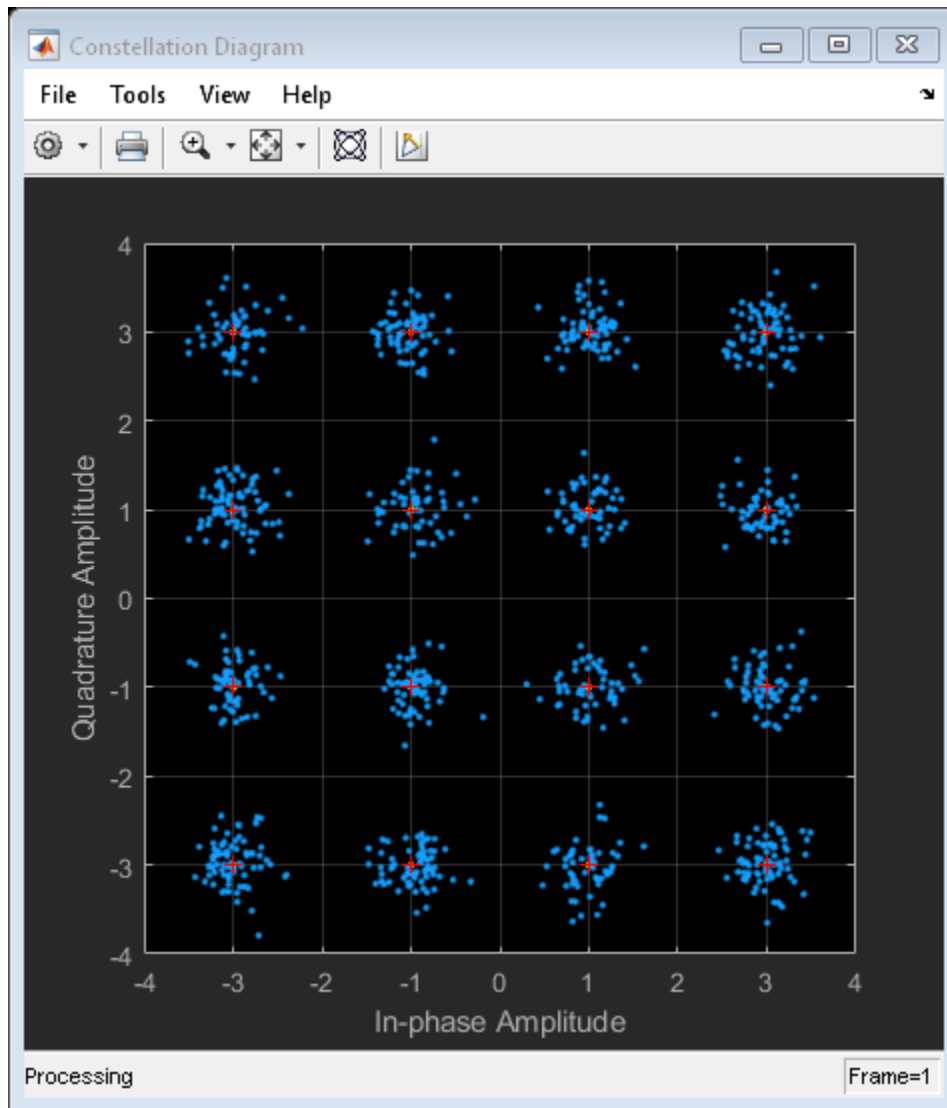 Constellation Diagram
File Tools View Help
4
3
2
1
0
-1
-2
-3
-4
Quadrature Amplitude
-4 -3 -2 -1 0 1 2 3 4
In-phase Amplitude
Processing Frame=1